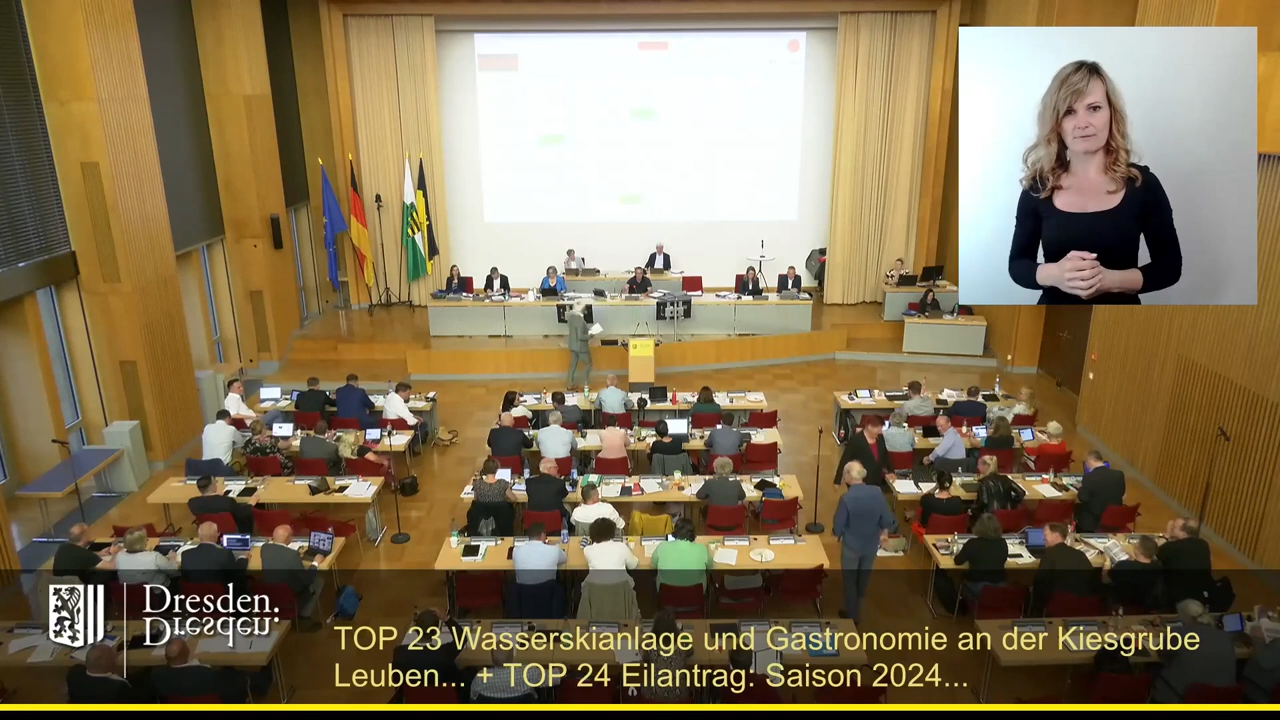 Dresden.
Dresden.
TOP 23 Wasserskianlage und Gastronomie an der Kiesgrube
Leuben... + TOP 24 Eilantrag: Saison 2024...